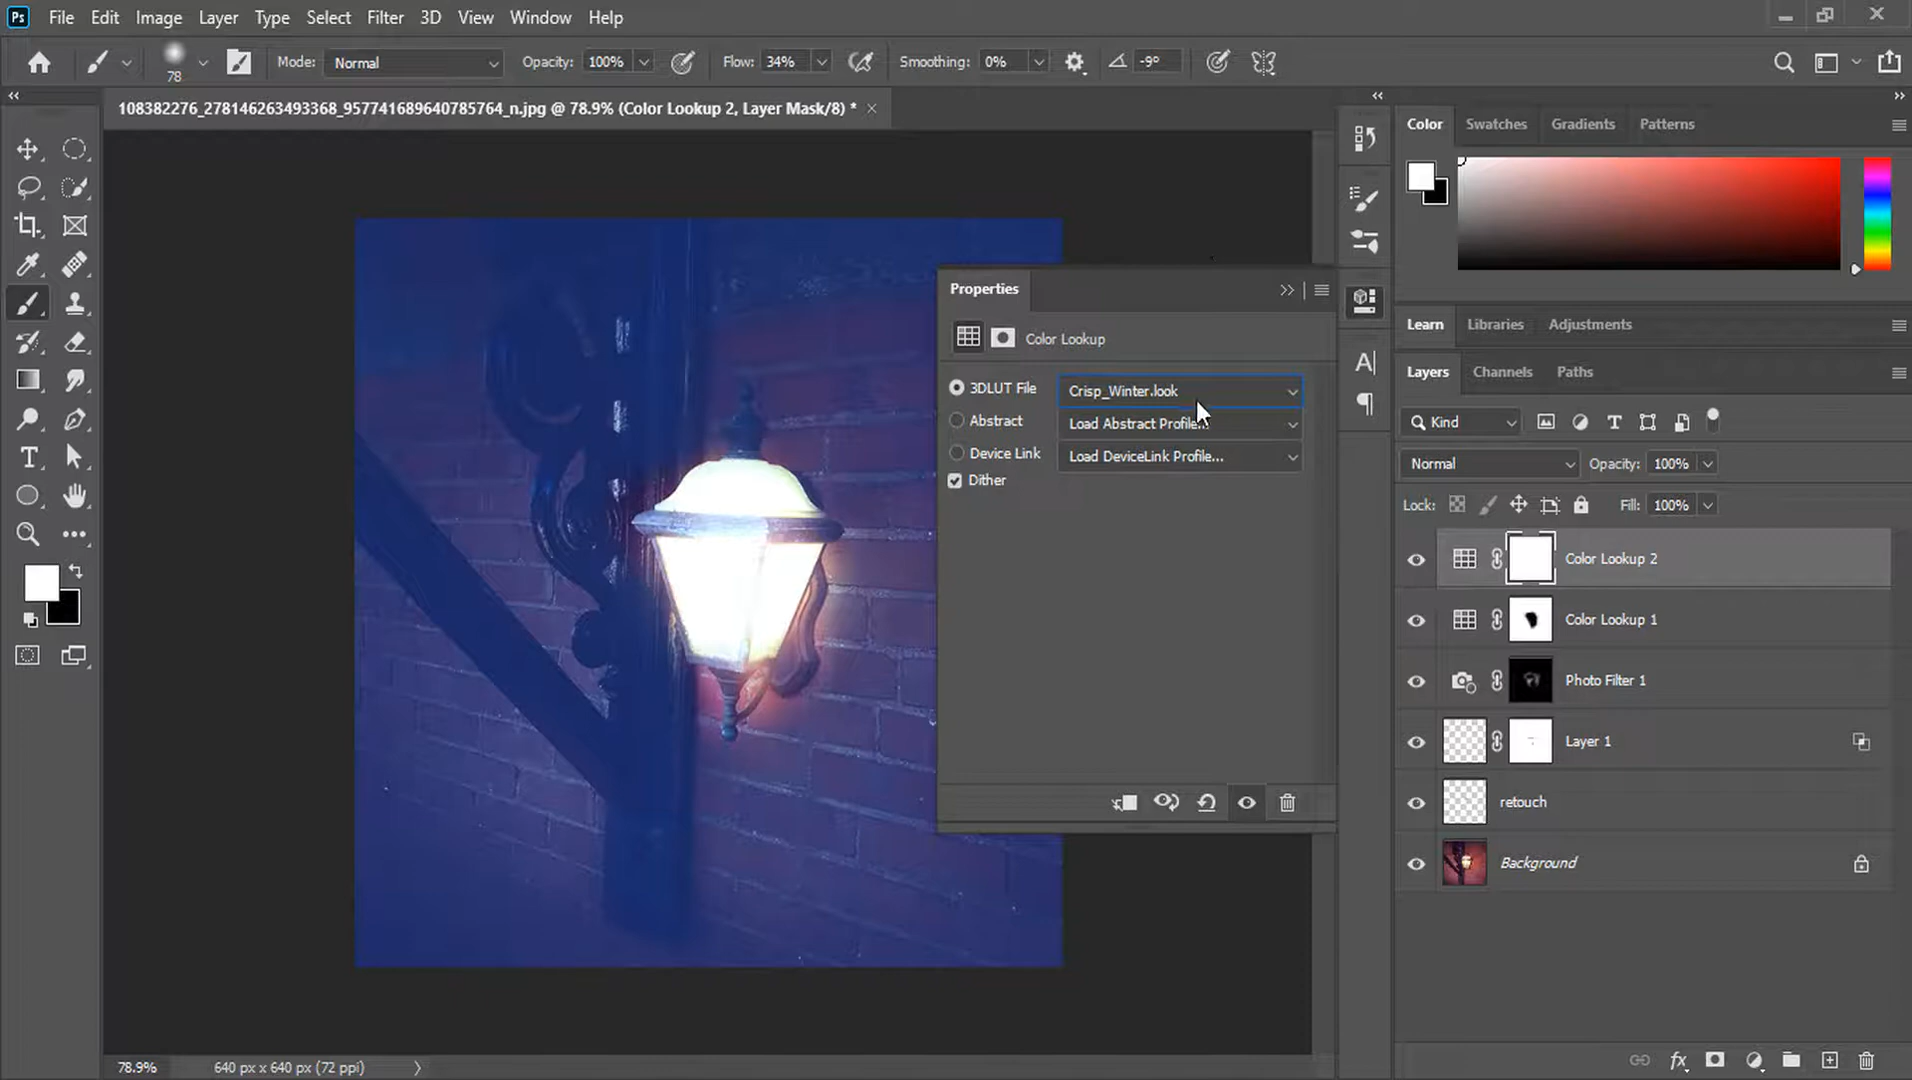 Ps File Edit Image Layer Type Select Filter 3D View Window Help
78 Mode: Normal Opacity: 100% Flow: 34% Smoothing: 0% -9°
108382276_278146263493368_957741689640785764_n.jpg @ 78.9% (Color Lookup 2, Layer Mask/8) *
Color Swatches Gradients Patterns
Properties
Color Lookup
3DLUT File Crisp_Winter.look
Abstract Load Abstract Profile...
Device Link Load DeviceLink Profile...
Dither
Learn Libraries Adjustments
Layers Channels Paths
Kind
Normal Opacity: 100%
Lock: Fill: 100%
Color Lookup 2
Color Lookup 1
Photo Filter 1
Layer 1
retouch
Background
78.9% 640 px x 640 px (72 ppi)